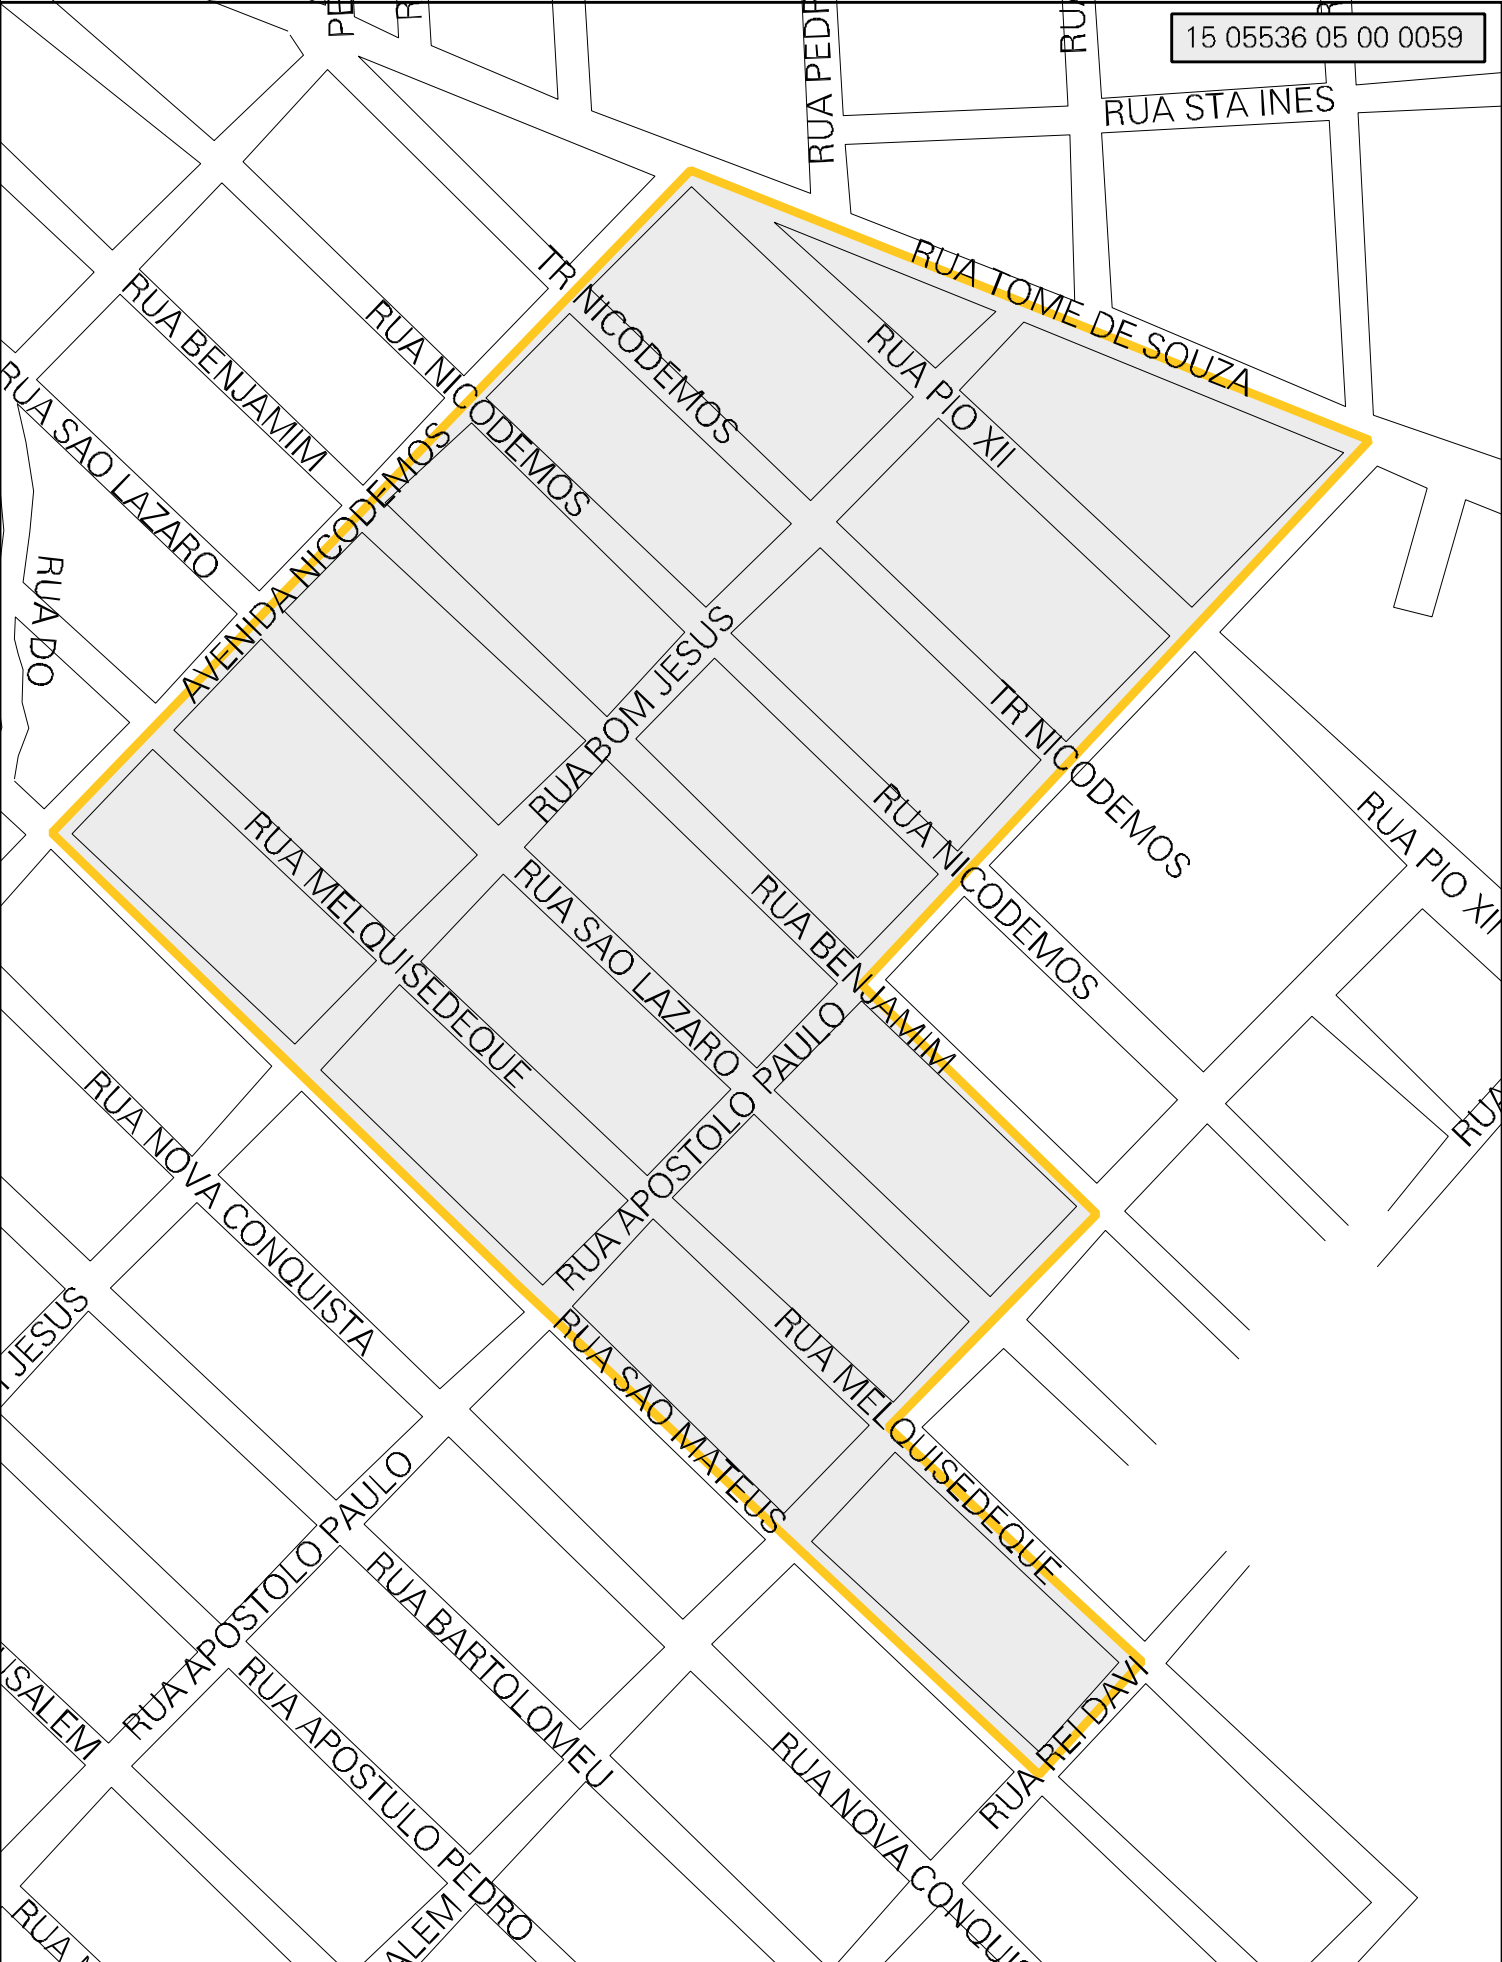 15 05536 05 00 0059
RUA PEDR
RUA STA INES
RUA TOME DE SOUZA
TR NICODEMOS
RUA PIO XII
RUA NICODEMOS
RUA BENJAMIM
RUA SAO LAZARO
AVENIDA NICODEMOS
RUA DO
RUA BOM JESUS
TR NICODEMOS
RUA NICODEMOS
RUA PIO XII
RUA MELQUISEDEQUE
RUA SAO LAZARO
RUA BENJAMIM
RUA APOSTOLO PAULO
RUA
RUA NOVA CONQUISTA
JESUS
RUA SAO MATEUS
RUA MELQUISEDEQUE
RUA APOSTOLO PAULO
RUA BARTOLOMEU
RUA REI DAVI
USALEM
RUA APOSTULO PEDRO
RUA NOVA CONQUIS
ALEM
RUA N